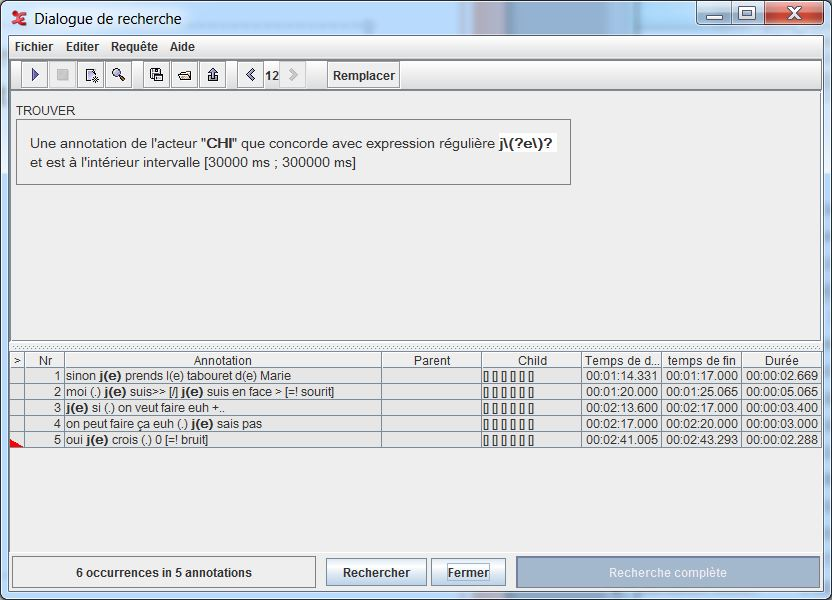 Dialogue de recherche
Fichier Editer Requête Aide
12 Remplacer
TROUVER
Une annotation de l'acteur "CHI" que concorde avec expression régulière j\(?e\)?
et est à l'intérieur intervalle [30000 ms ; 300000 ms]
> Nr Annotation Parent Child Temps de d... temps de fin Durée
1 sinon j(e) prends l(e) tabouret d(e) Marie [] [] [] [] [] [] 00:01:14.331 00:01:17.000 00:00:02.669
2 moi (.) j(e) suis>> [/] j(e) suis en face > [=! sourit] [] [] [] [] [] [] 00:01:20.000 00:01:25.065 00:00:05.065
3 j(e) si (.) on veut faire euh +.. [] [] [] [] [] [] 00:02:13.600 00:02:17.000 00:00:03.400
4 on peut faire ça euh (.) j(e) sais pas [] [] [] [] [] [] 00:02:17.000 00:02:20.000 00:00:03.000
5 oui j(e) crois (.) 0 [=! bruit] [] [] [] [] [] [] 00:02:41.005 00:02:43.293 00:00:02.288
6 occurrences in 5 annotations Rechercher Fermer Recherche complète